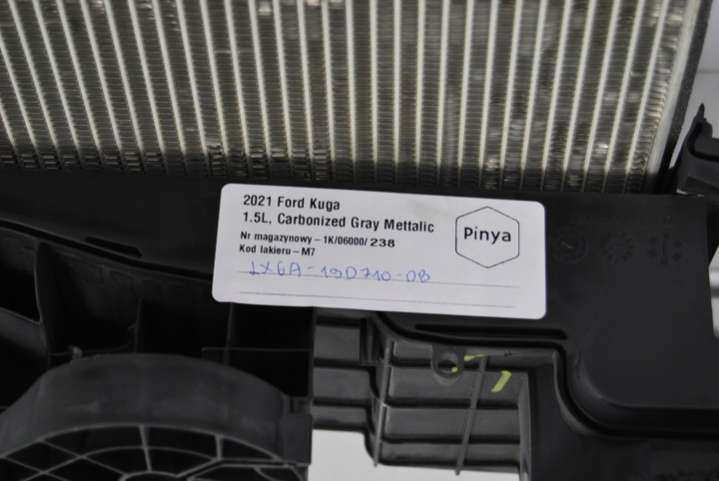 2021 Ford Kuga
1.5L, Carbonized Gray Mettalic
Nr magazynowy – 1K/06000/ 238
Kod lakieru – M7
LX6A-19D710-DB
Pinya